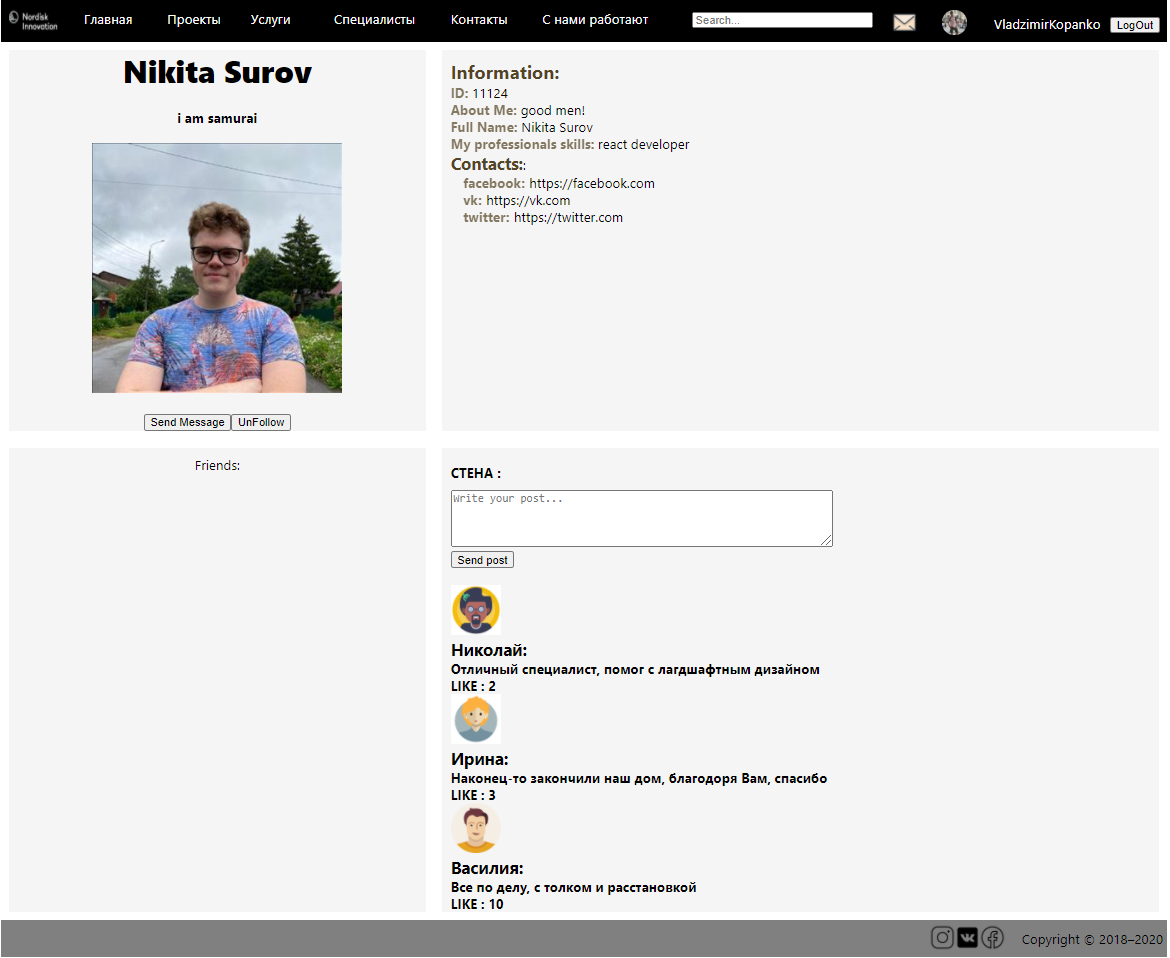 Nordisk
Innovation
Главная Проекты Услуги Специалисты Контакты С нами работают Search... VladzimirKopanko LogOut
Nikita Surov
i am samurai
Send Message UnFollow
Information:
ID: 11124
About Me: good men!
Full Name: Nikita Surov
My professionals skills: react developer
Contacts::
facebook: https://facebook.com
vk: https://vk.com
twitter: https://twitter.com
Friends:
СТЕНА :
Write your post...
Send post
Николай:
Отличный специалист, помог с лагдшафтным дизайном
LIKE : 2
Ирина:
Наконец-то закончили наш дом, благодоря Вам, спасибо
LIKE : 3
Василия:
Все по делу, с толком и расстановкой
LIKE : 10
Copyright © 2018–2020